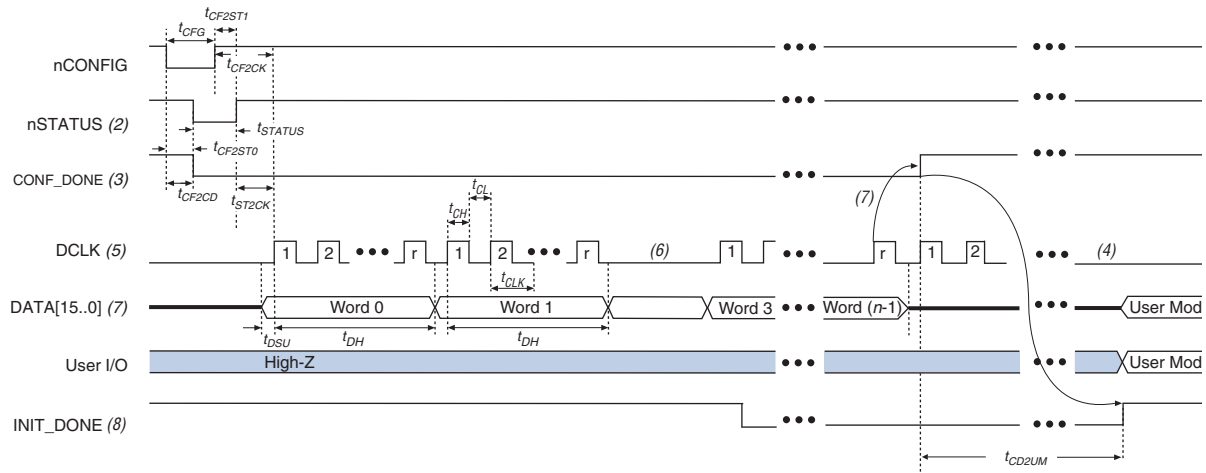 tCF2ST1
tCFG
nCONFIG
tCF2CK
nSTATUS (2)
tSTATUS
tCF2ST0
CONF_DONE (3)
tCF2CD
tST2CK
tCL
tCH
(7)
DCLK (5)
1 2 r 1 2 r (6) 1 r 1 2 (4)
tCLK
DATA[15..0] (7)
Word 0 Word 1 Word 3 Word (n-1) User Mod
tDSU
tDH
tDH
User I/O
High-Z
User Mod
INIT_DONE (8)
tCD2UM